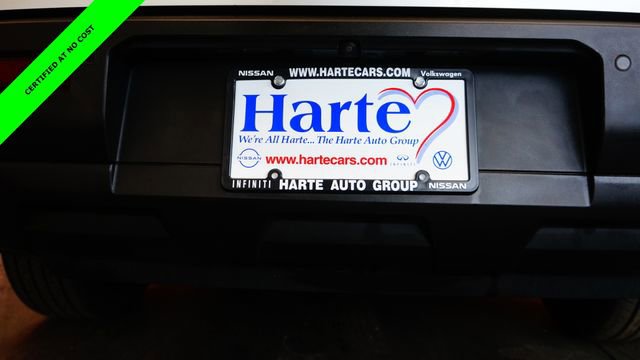 CERTIFIED AT NO COST
NISSAN WWW.HARTECARS.COM Volkswagen
Harte
We're All Harte... The Harte Auto Group
NISSAN www.hartecars.com INFINITI
INFINITI HARTE AUTO GROUP NISSAN